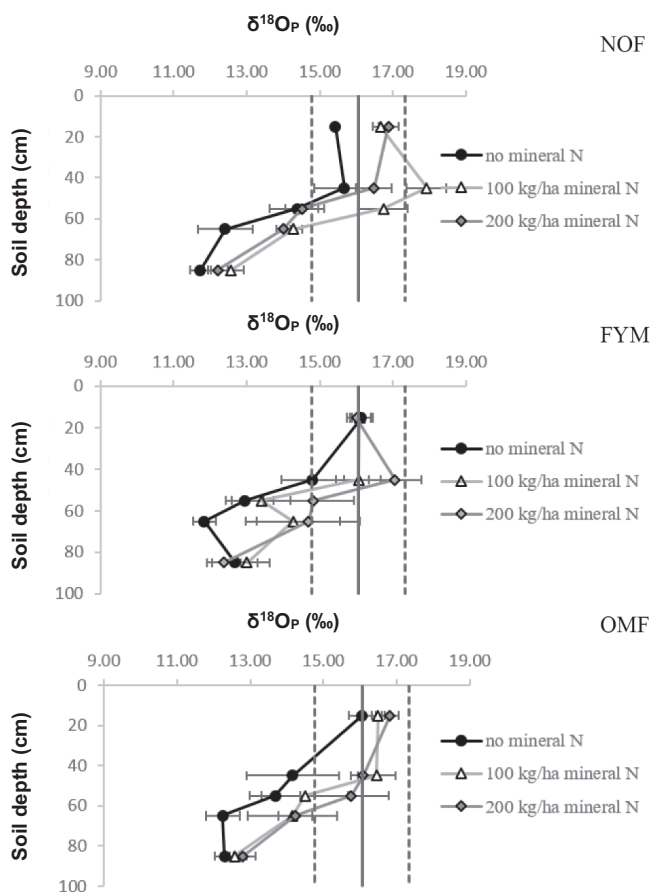 δ18OP (‰)
NOF
9.00 11.00 13.00 15.00 17.00 19.00
0
20
40
60
80
100
Soil depth (cm)
no mineral N
100 kg/ha mineral N
200 kg/ha mineral N
δ18OP (‰)
FYM
9.00 11.00 13.00 15.00 17.00 19.00
0
20
40
60
80
100
Soil depth (cm)
no mineral N
100 kg/ha mineral N
200 kg/ha mineral N
δ18OP (‰)
OMF
9.00 11.00 13.00 15.00 17.00 19.00
0
20
40
60
80
100
Soil depth (cm)
no mineral N
100 kg/ha mineral N
200 kg/ha mineral N